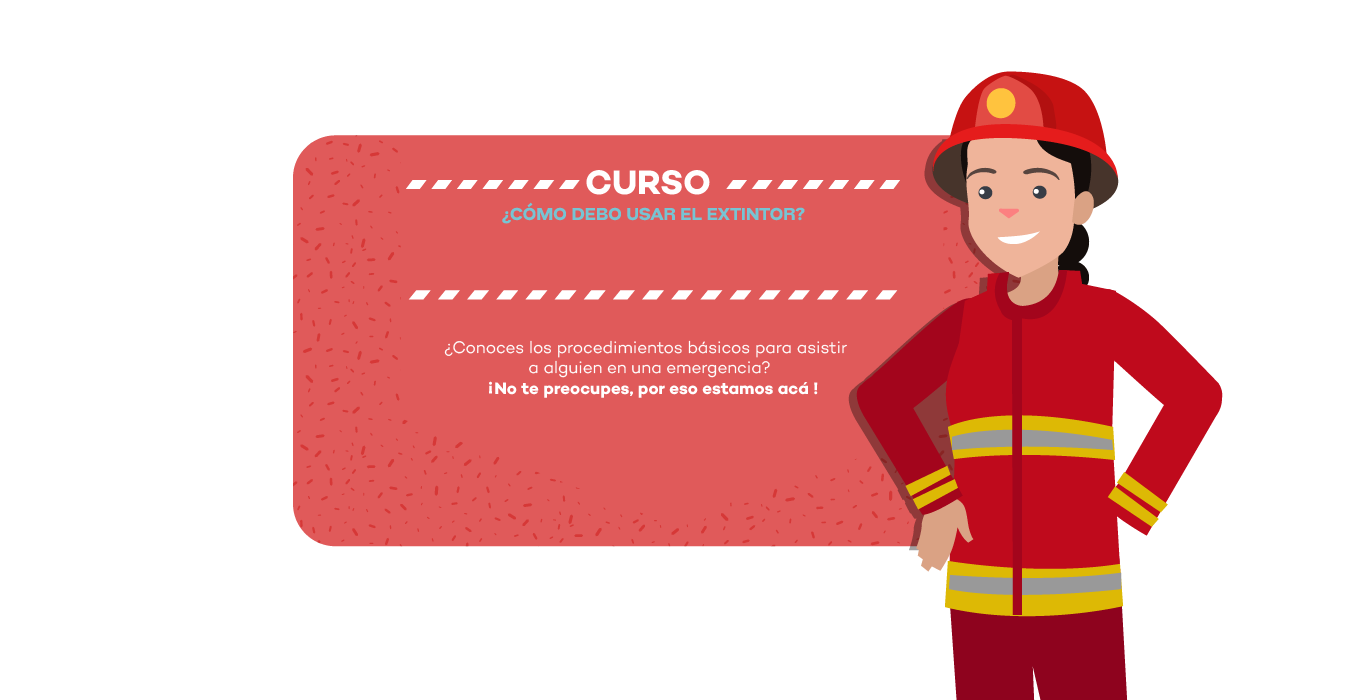 CURSO
¿CÓMO DEBO USAR EL EXTINTOR?
¿Conoces los procedimientos básicos para asistir
a alguien en una emergencia?
¡No te preocupes, por eso estamos acá !